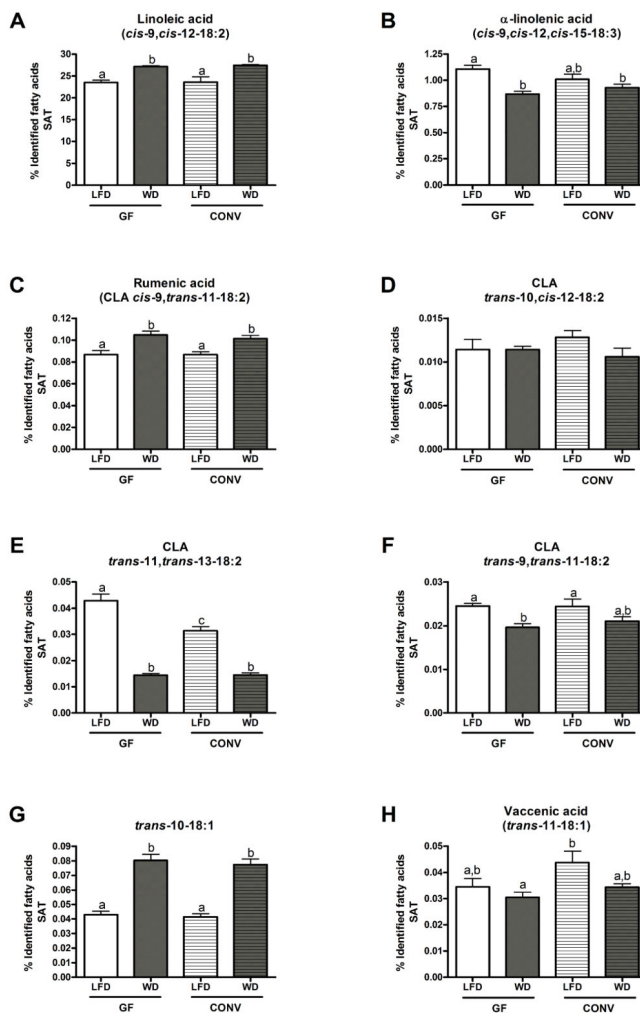 A
Linoleic acid
(cis-9,cis-12-18:2)
% Identified fatty acids
SAT
30
25
20
15
10
5
0
a
b
a
b
LFD
WD
LFD
WD
GF
CONV
B
α-linolenic acid
(cis-9,cis-12,cis-15-18:3)
% Identified fatty acids
SAT
1.25
1.00
0.75
0.50
0.25
0.00
a
b
a,b
b
LFD
WD
LFD
WD
GF
CONV
C
Rumenic acid
(CLA cis-9,trans-11-18:2)
% Identified fatty acids
SAT
0.12
0.10
0.08
0.06
0.04
0.02
0.00
a
b
a
b
LFD
WD
LFD
WD
GF
CONV
D
CLA
trans-10,cis-12-18:2
% Identified fatty acids
SAT
0.015
0.010
0.005
0.000
LFD
WD
LFD
WD
GF
CONV
E
CLA
trans-11,trans-13-18:2
% Identified fatty acids
SAT
0.05
0.04
0.03
0.02
0.01
0.00
a
b
c
b
LFD
WD
LFD
WD
GF
CONV
F
CLA
trans-9,trans-11-18:2
% Identified fatty acids
SAT
0.03
0.02
0.01
0.00
a
b
a
a,b
LFD
WD
LFD
WD
GF
CONV
G
trans-10-18:1
% Identified fatty acids
SAT
0.09
0.08
0.07
0.06
0.05
0.04
0.03
0.02
0.01
0.00
a
b
a
b
LFD
WD
LFD
WD
GF
CONV
H
Vaccenic acid
(trans-11-18:1)
% Identified fatty acids
SAT
0.05
0.04
0.03
0.02
0.01
0.00
a,b
a
b
a,b
LFD
WD
LFD
WD
GF
CONV